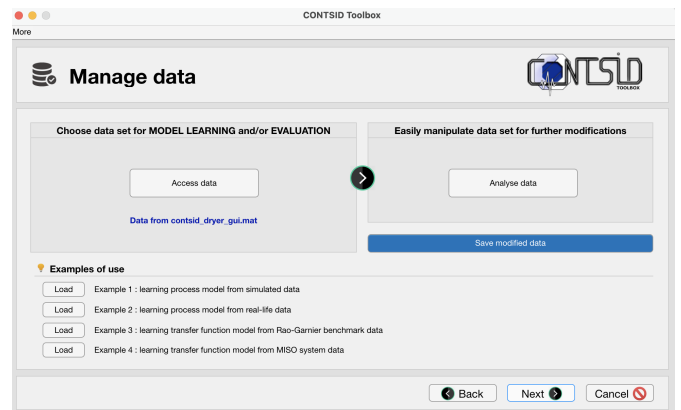 CONTSID Toolbox
More
Manage data
CONTSID
TOOLBOX
Choose data set for MODEL LEARNING and/or EVALUATION
Easily manipulate data set for further modifications
Access data
Analyse data
Data from contsid_dryer_gui.mat
Save modified data
Examples of use
Load Example 1 : learning process model from simulated data
Load Example 2 : learning process model from real-life data
Load Example 3 : learning transfer function model from Rao-Garnier benchmark data
Load Example 4 : learning transfer function model from MISO system data
Back Next Cancel